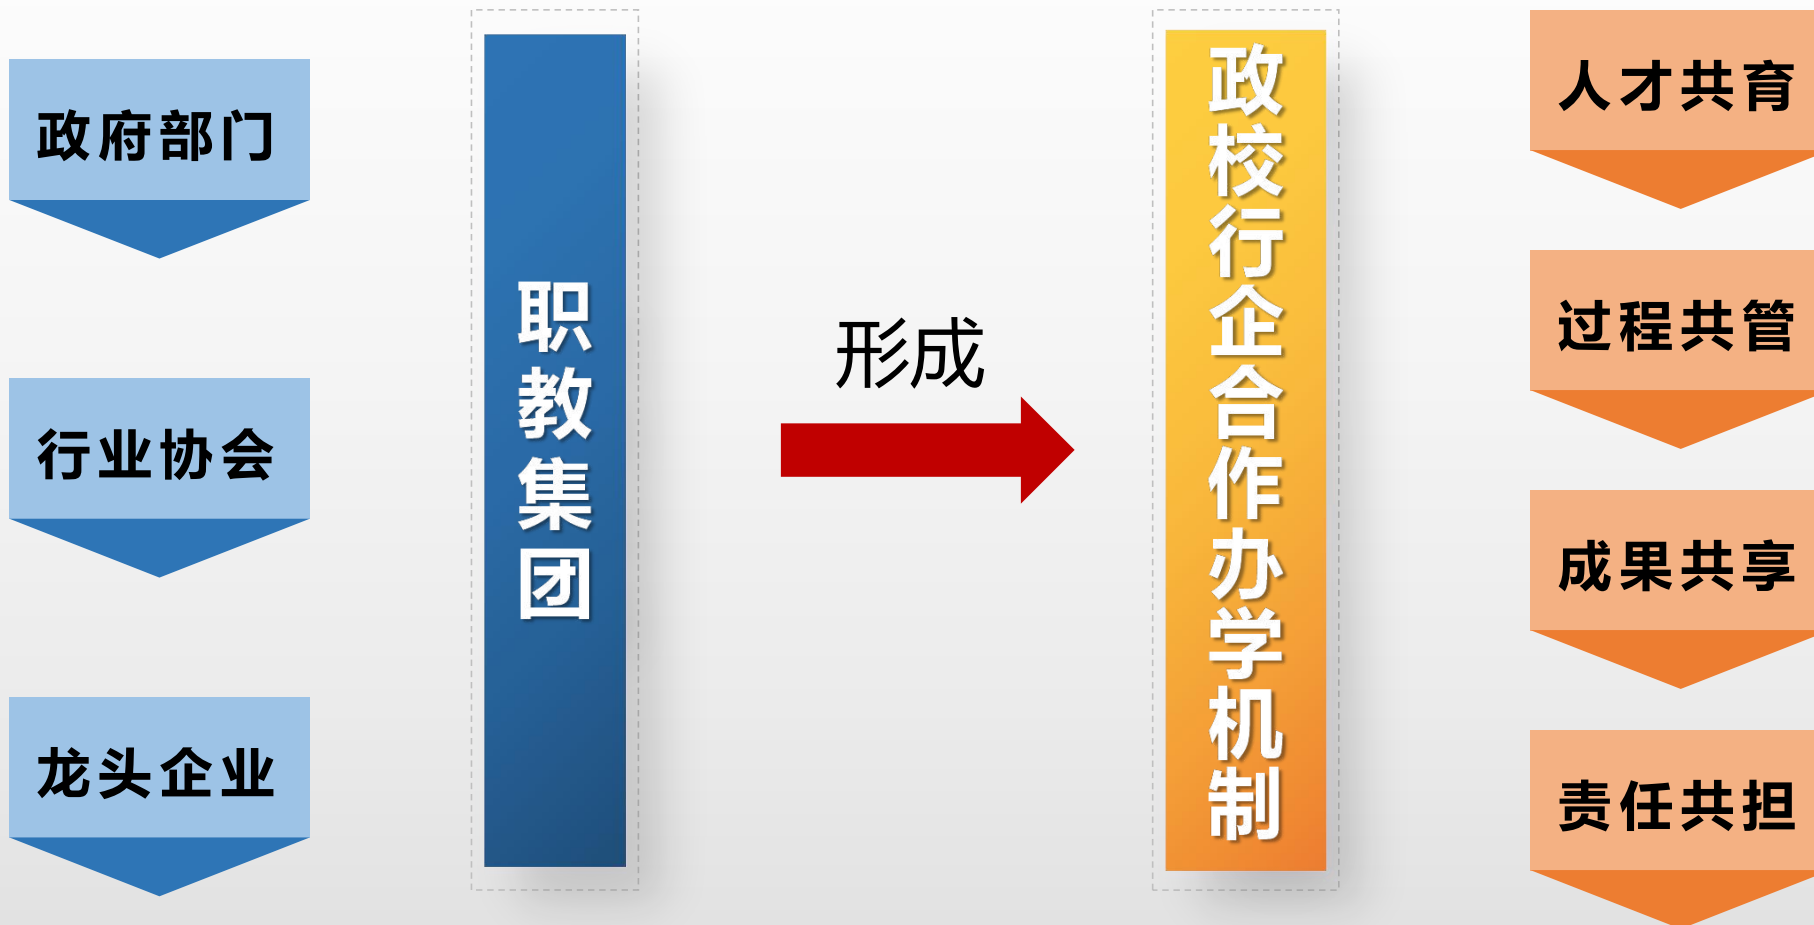 政府部门
行业协会
龙头企业
职教集团
形成
政校行企合作办学机制
人才共育
过程共管
成果共享
责任共担